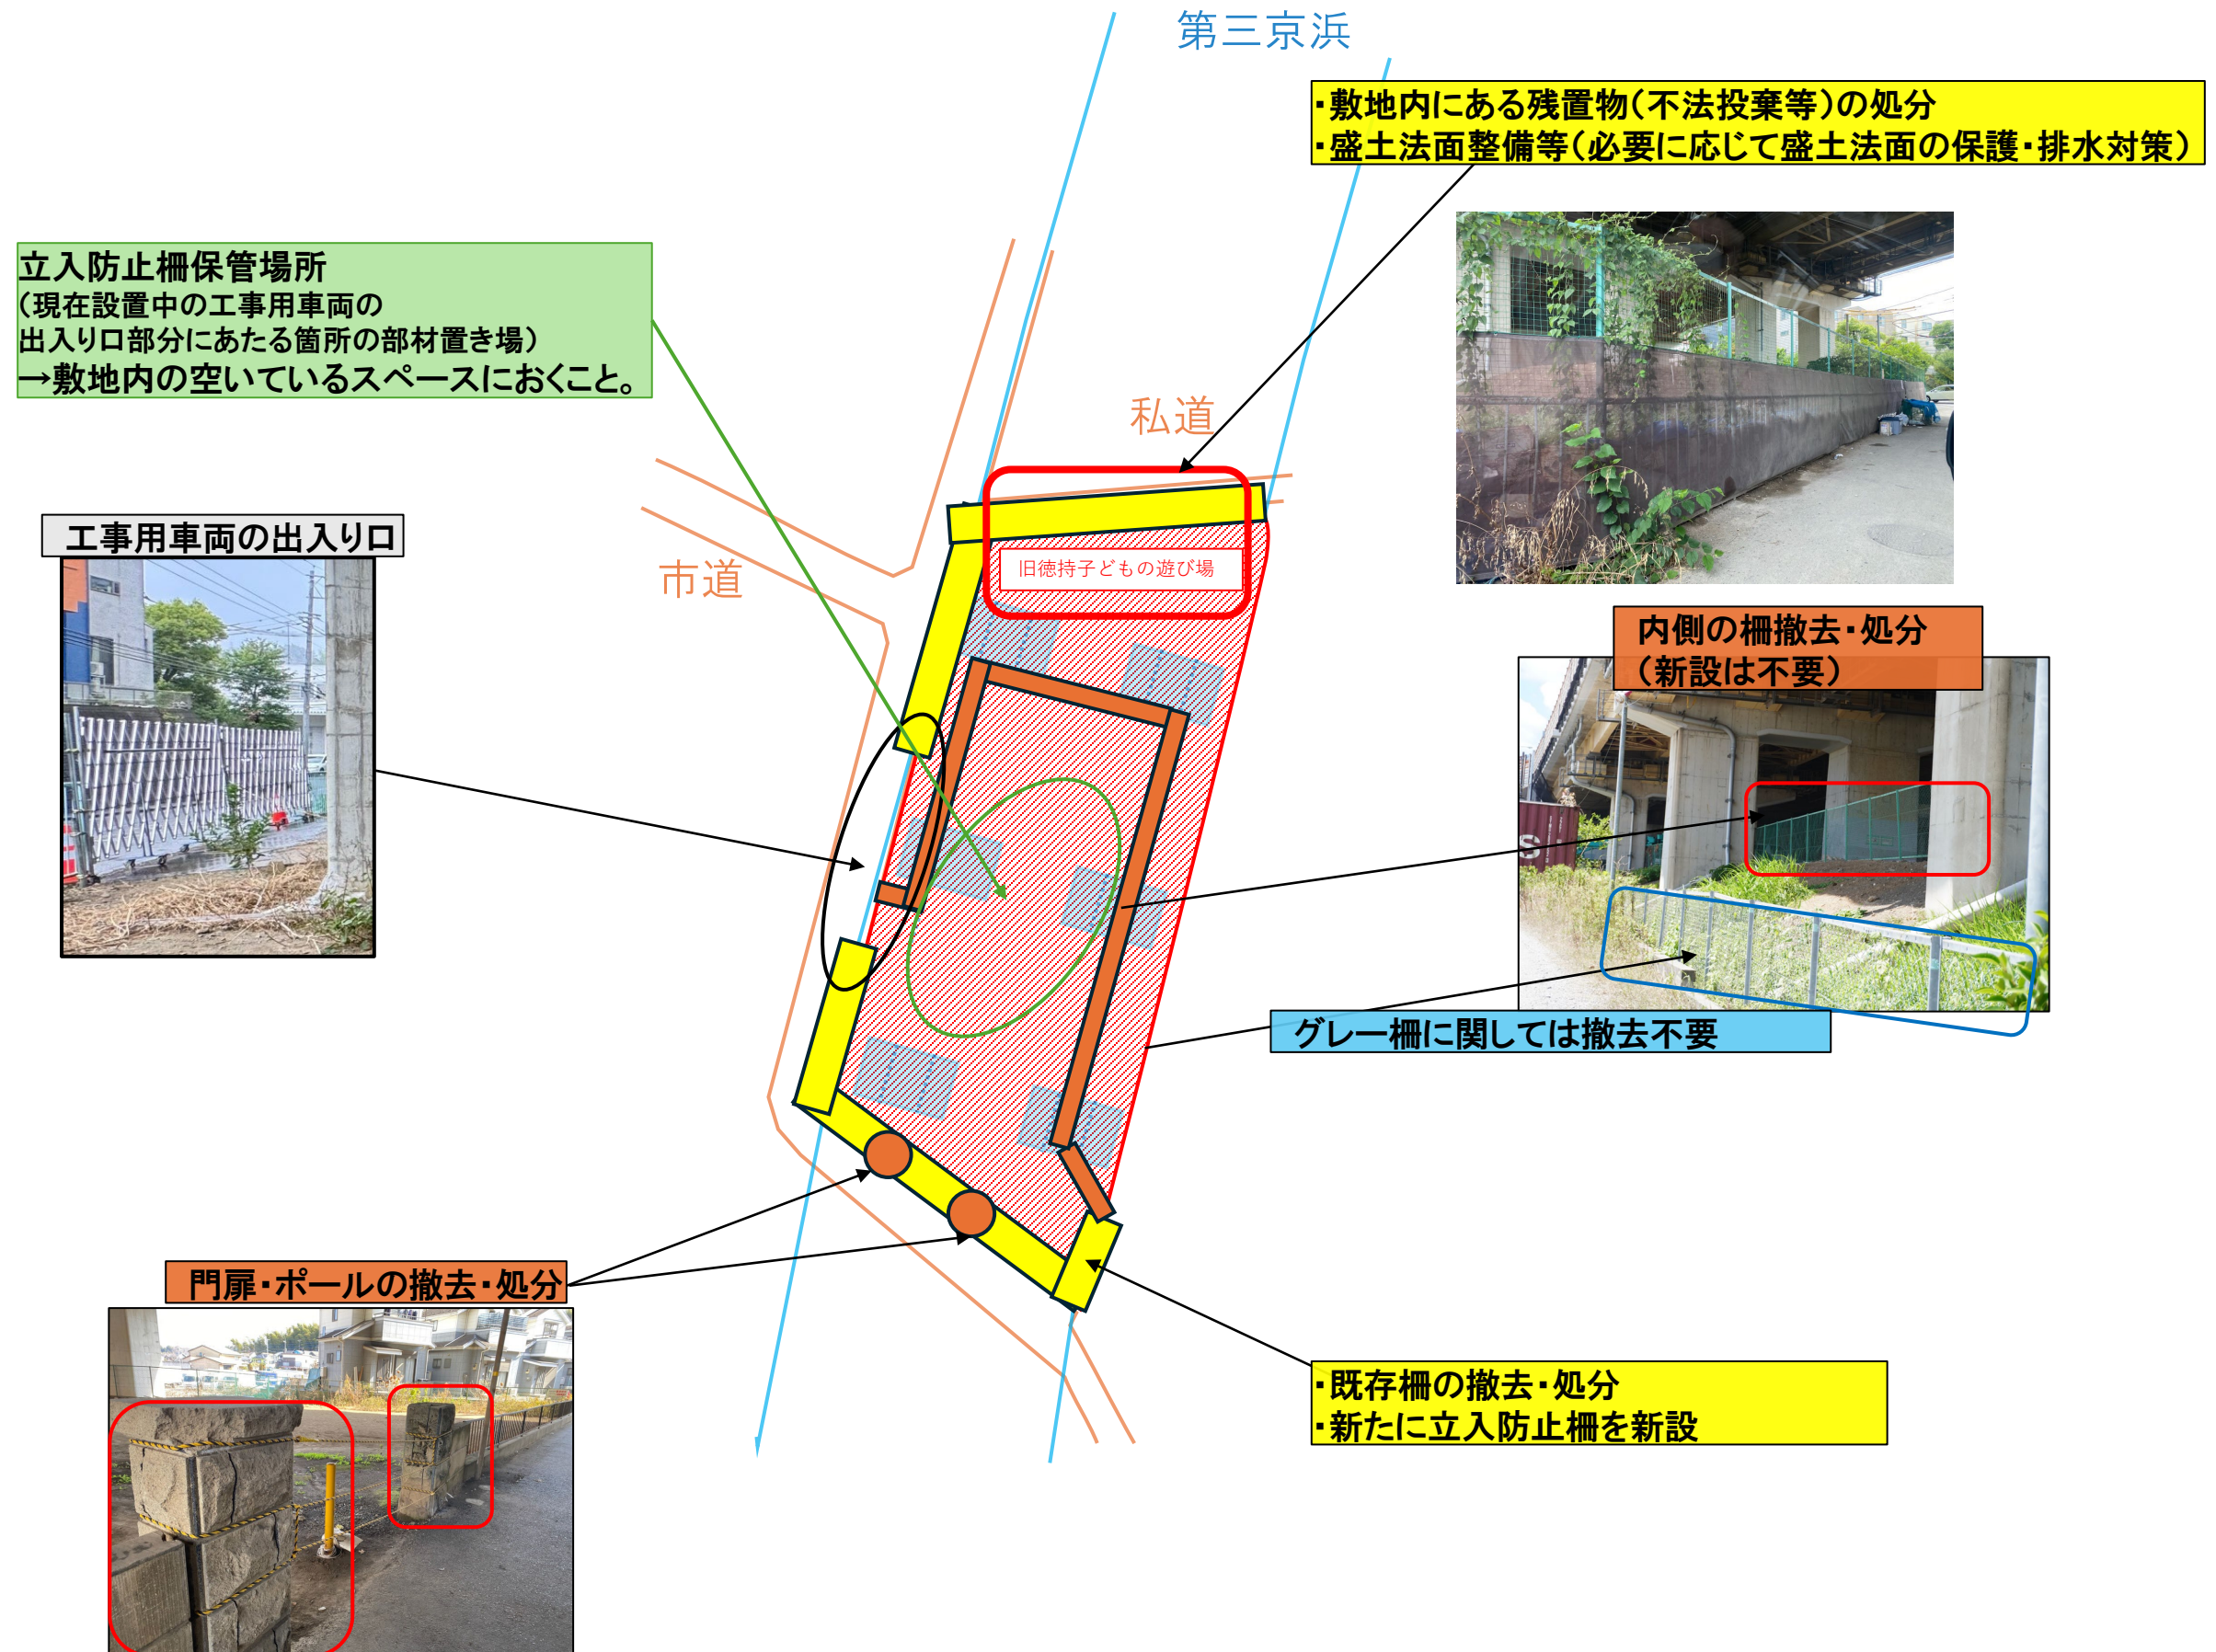 第三京浜
・敷地内にある残置物（不法投棄等）の処分
・盛土法面整備等（必要に応じて盛土法面の保護・排水対策）
立入防止柵保管場所
（現在設置中の工事用車両の
出入り口部分にあたる箇所の部材置き場）
→敷地内の空いているスペースにおくこと。
私道
工事用車両の出入り口
市道
旧徳持子どもの遊び場
内側の柵撤去・処分
（新設は不要）
S
グレー柵に関しては撤去不要
門扉・ポールの撤去・処分
・既存柵の撤去・処分
・新たに立入防止柵を新設